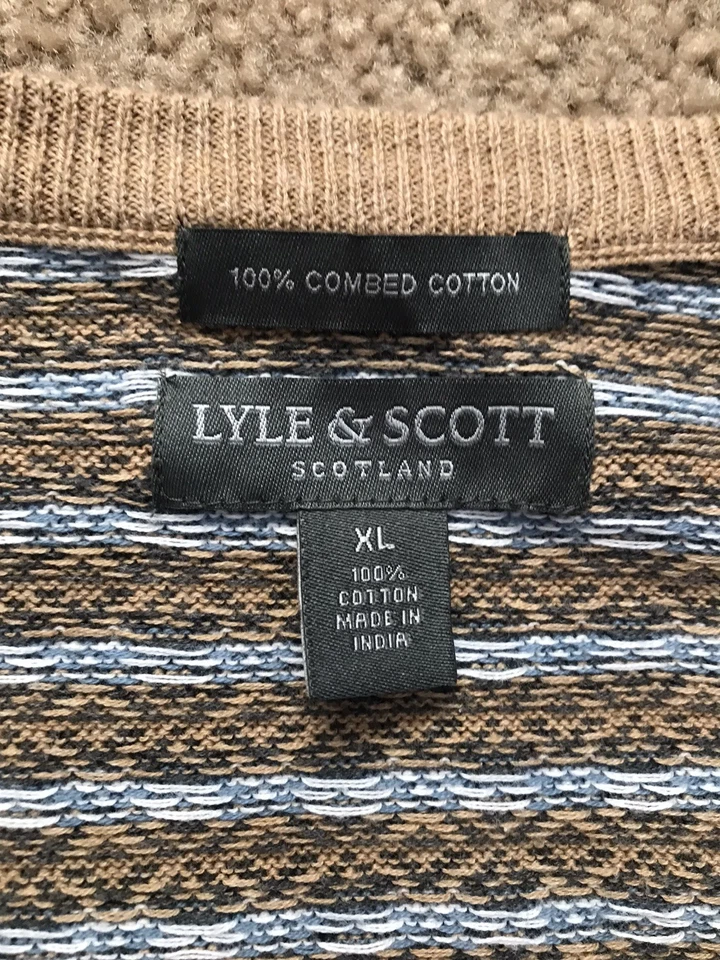 100% COMBED COTTON
LYLE & SCOTT
SCOTLAND
XL
100%
COTTON
MADE IN
INDIA